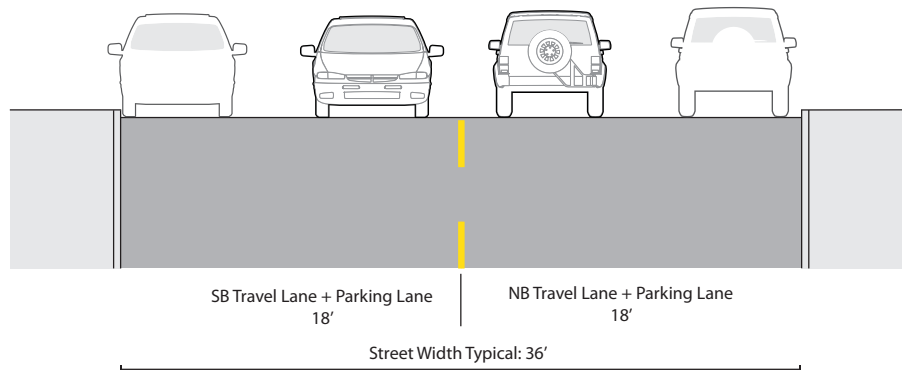 SB Travel Lane + Parking Lane
18’
NB Travel Lane + Parking Lane
18’
Street Width Typical: 36’